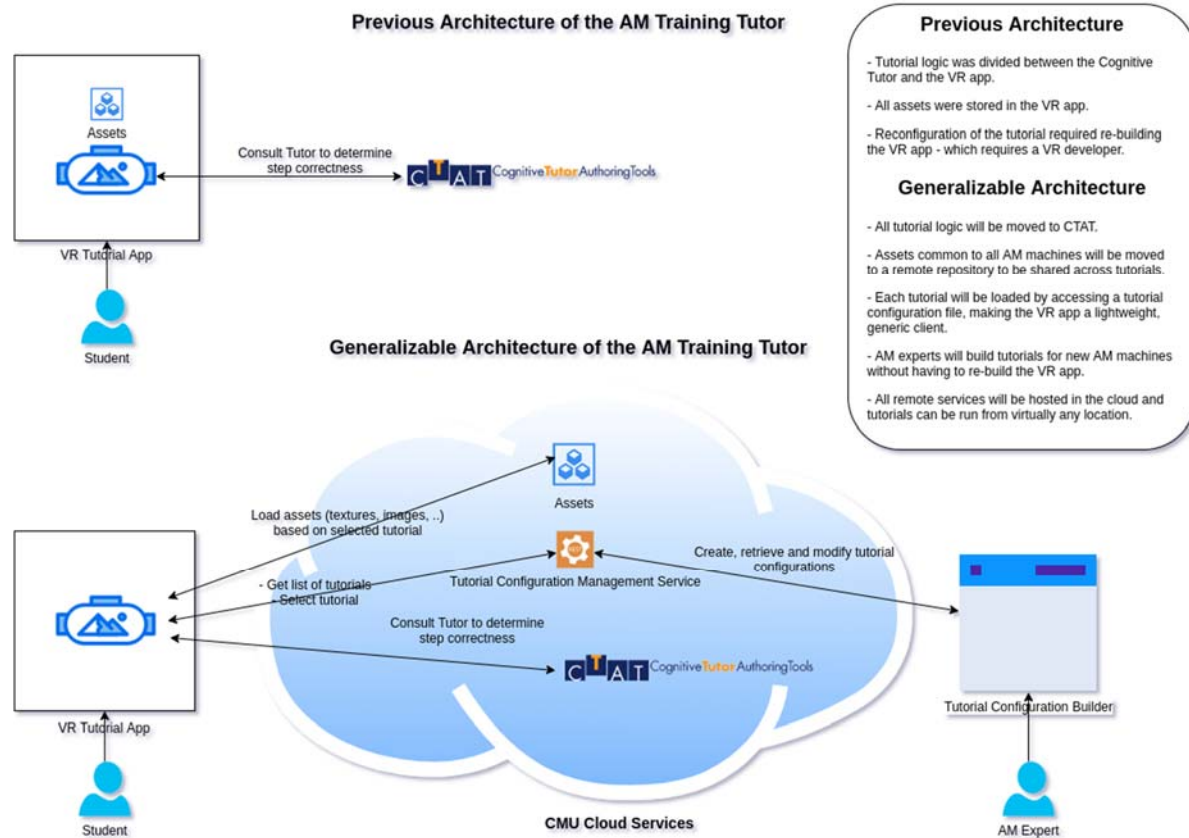 Previous Architecture of the AM Training Tutor
Assets
Consult Tutor to determine
step correctness
CTAT CognitiveTutorAuthoringTools
VR Tutorial App
Student
Previous Architecture
- Tutorial logic was divided between the Cognitive
Tutor and the VR app.
- All assets were stored in the VR app.
- Reconfiguration of the tutorial required re-building
the VR app - which requires a VR developer.
Generalizable Architecture
- All tutorial logic will be moved to CTAT.
- Assets common to all AM machines will be moved
to a remote repository to be shared across tutorials.
- Each tutorial will be loaded by accessing a tutorial
configuration file, making the VR app a lightweight,
generic client.
- AM experts will build tutorials for new AM machines
without having to re-build the VR app.
- All remote services will be hosted in the cloud and
tutorials can be run from virtually any location.
Generalizable Architecture of the AM Training Tutor
Assets
Load assets (textures, images, ..)
based on selected tutorial
Create, retrieve and modify tutorial
configurations
Tutorial Configuration Management Service
- Get list of tutorials
- Select tutorial
Consult Tutor to determine
step correctness
CTAT CognitiveTutorAuthoringTools
VR Tutorial App
Tutorial Configuration Builder
Student
CMU Cloud Services
AM Expert